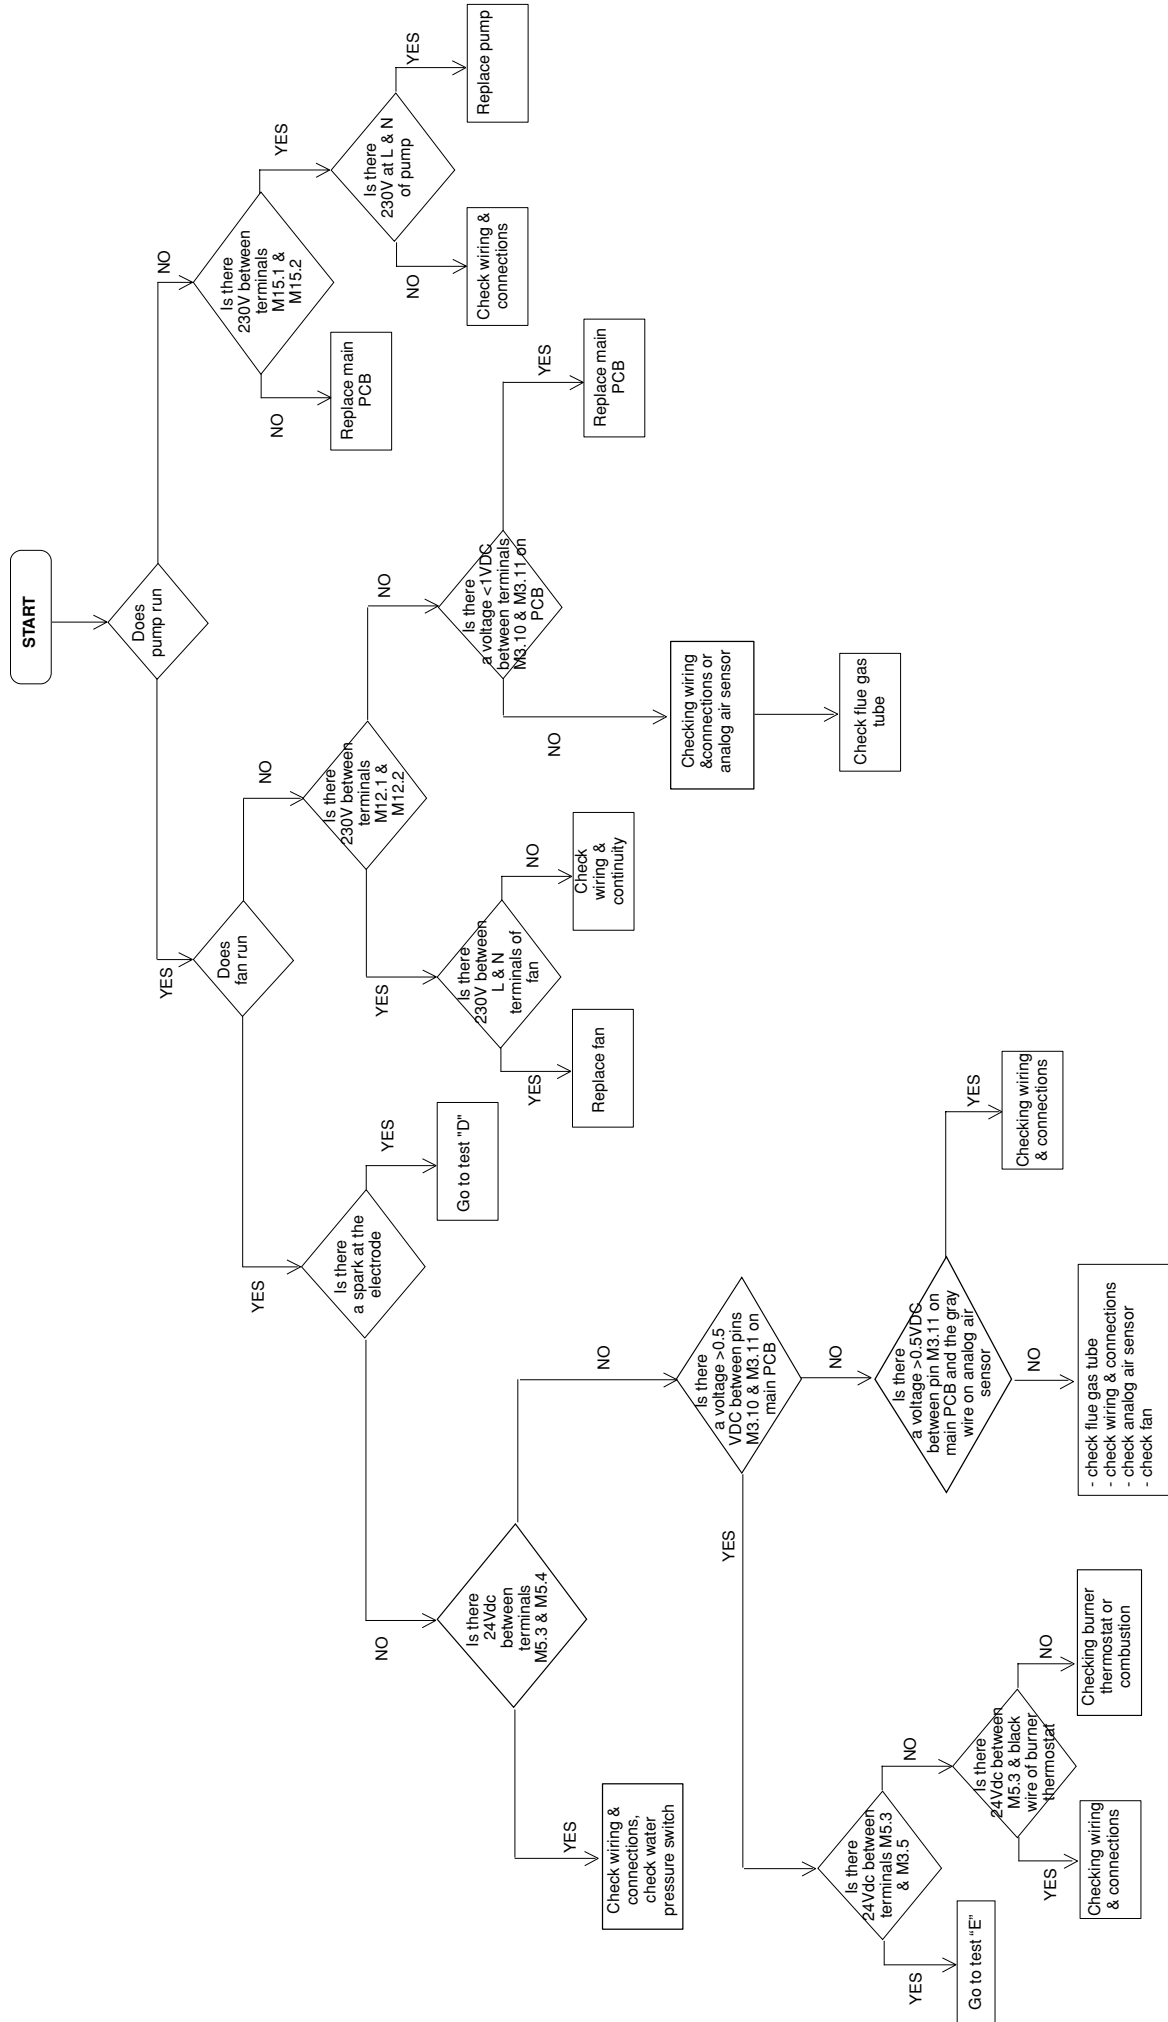 START
Does
pump run
YES
NO
Is there
230V between
terminals
M15.1 &
M15.2
NO
YES
Replace main
PCB
Is there
230V at L & N
of pump
NO
YES
Check wiring &
connections
Replace pump
Does
fan run
YES
NO
Is there
230V between
terminals
M12.1 &
M12.2
YES
NO
Is there
230V between
L & N
terminals of
fan
YES
NO
Replace fan
Check
wiring &
continuity
Is there
a voltage <1VDC
between terminals
M3.10 & M3.11 on
PCB
NO
YES
Checking wiring
&connections or
analog air sensor
Replace main
PCB
Check flue gas
tube
Is there
a spark at the
electrode
NO
YES
Go to test "D"
Is there
24Vdc
between
terminals
M5.3 & M5.4
YES
NO
Check wiring &
connections,
check water
pressure switch
Is there
a voltage >0.5
VDC between pins
M3.10 & M3.11 on
main PCB
YES
NO
Is there
24Vdc between
terminals M5.3
& M3.5
YES
NO
Go to test “E”
Is there
24Vdc between
M5.3 & black
wire of burner
thermostat
YES
NO
Checking wiring
& connections
Checking burner
thermostat or
combustion
Is there
a voltage >0.5VDC
between pin M3.11 on
main PCB and the gray
wire on analog air
sensor
NO
YES
- check flue gas tube
- check wiring & connections
- check analog air sensor
- check fan
Checking wiring
& connections